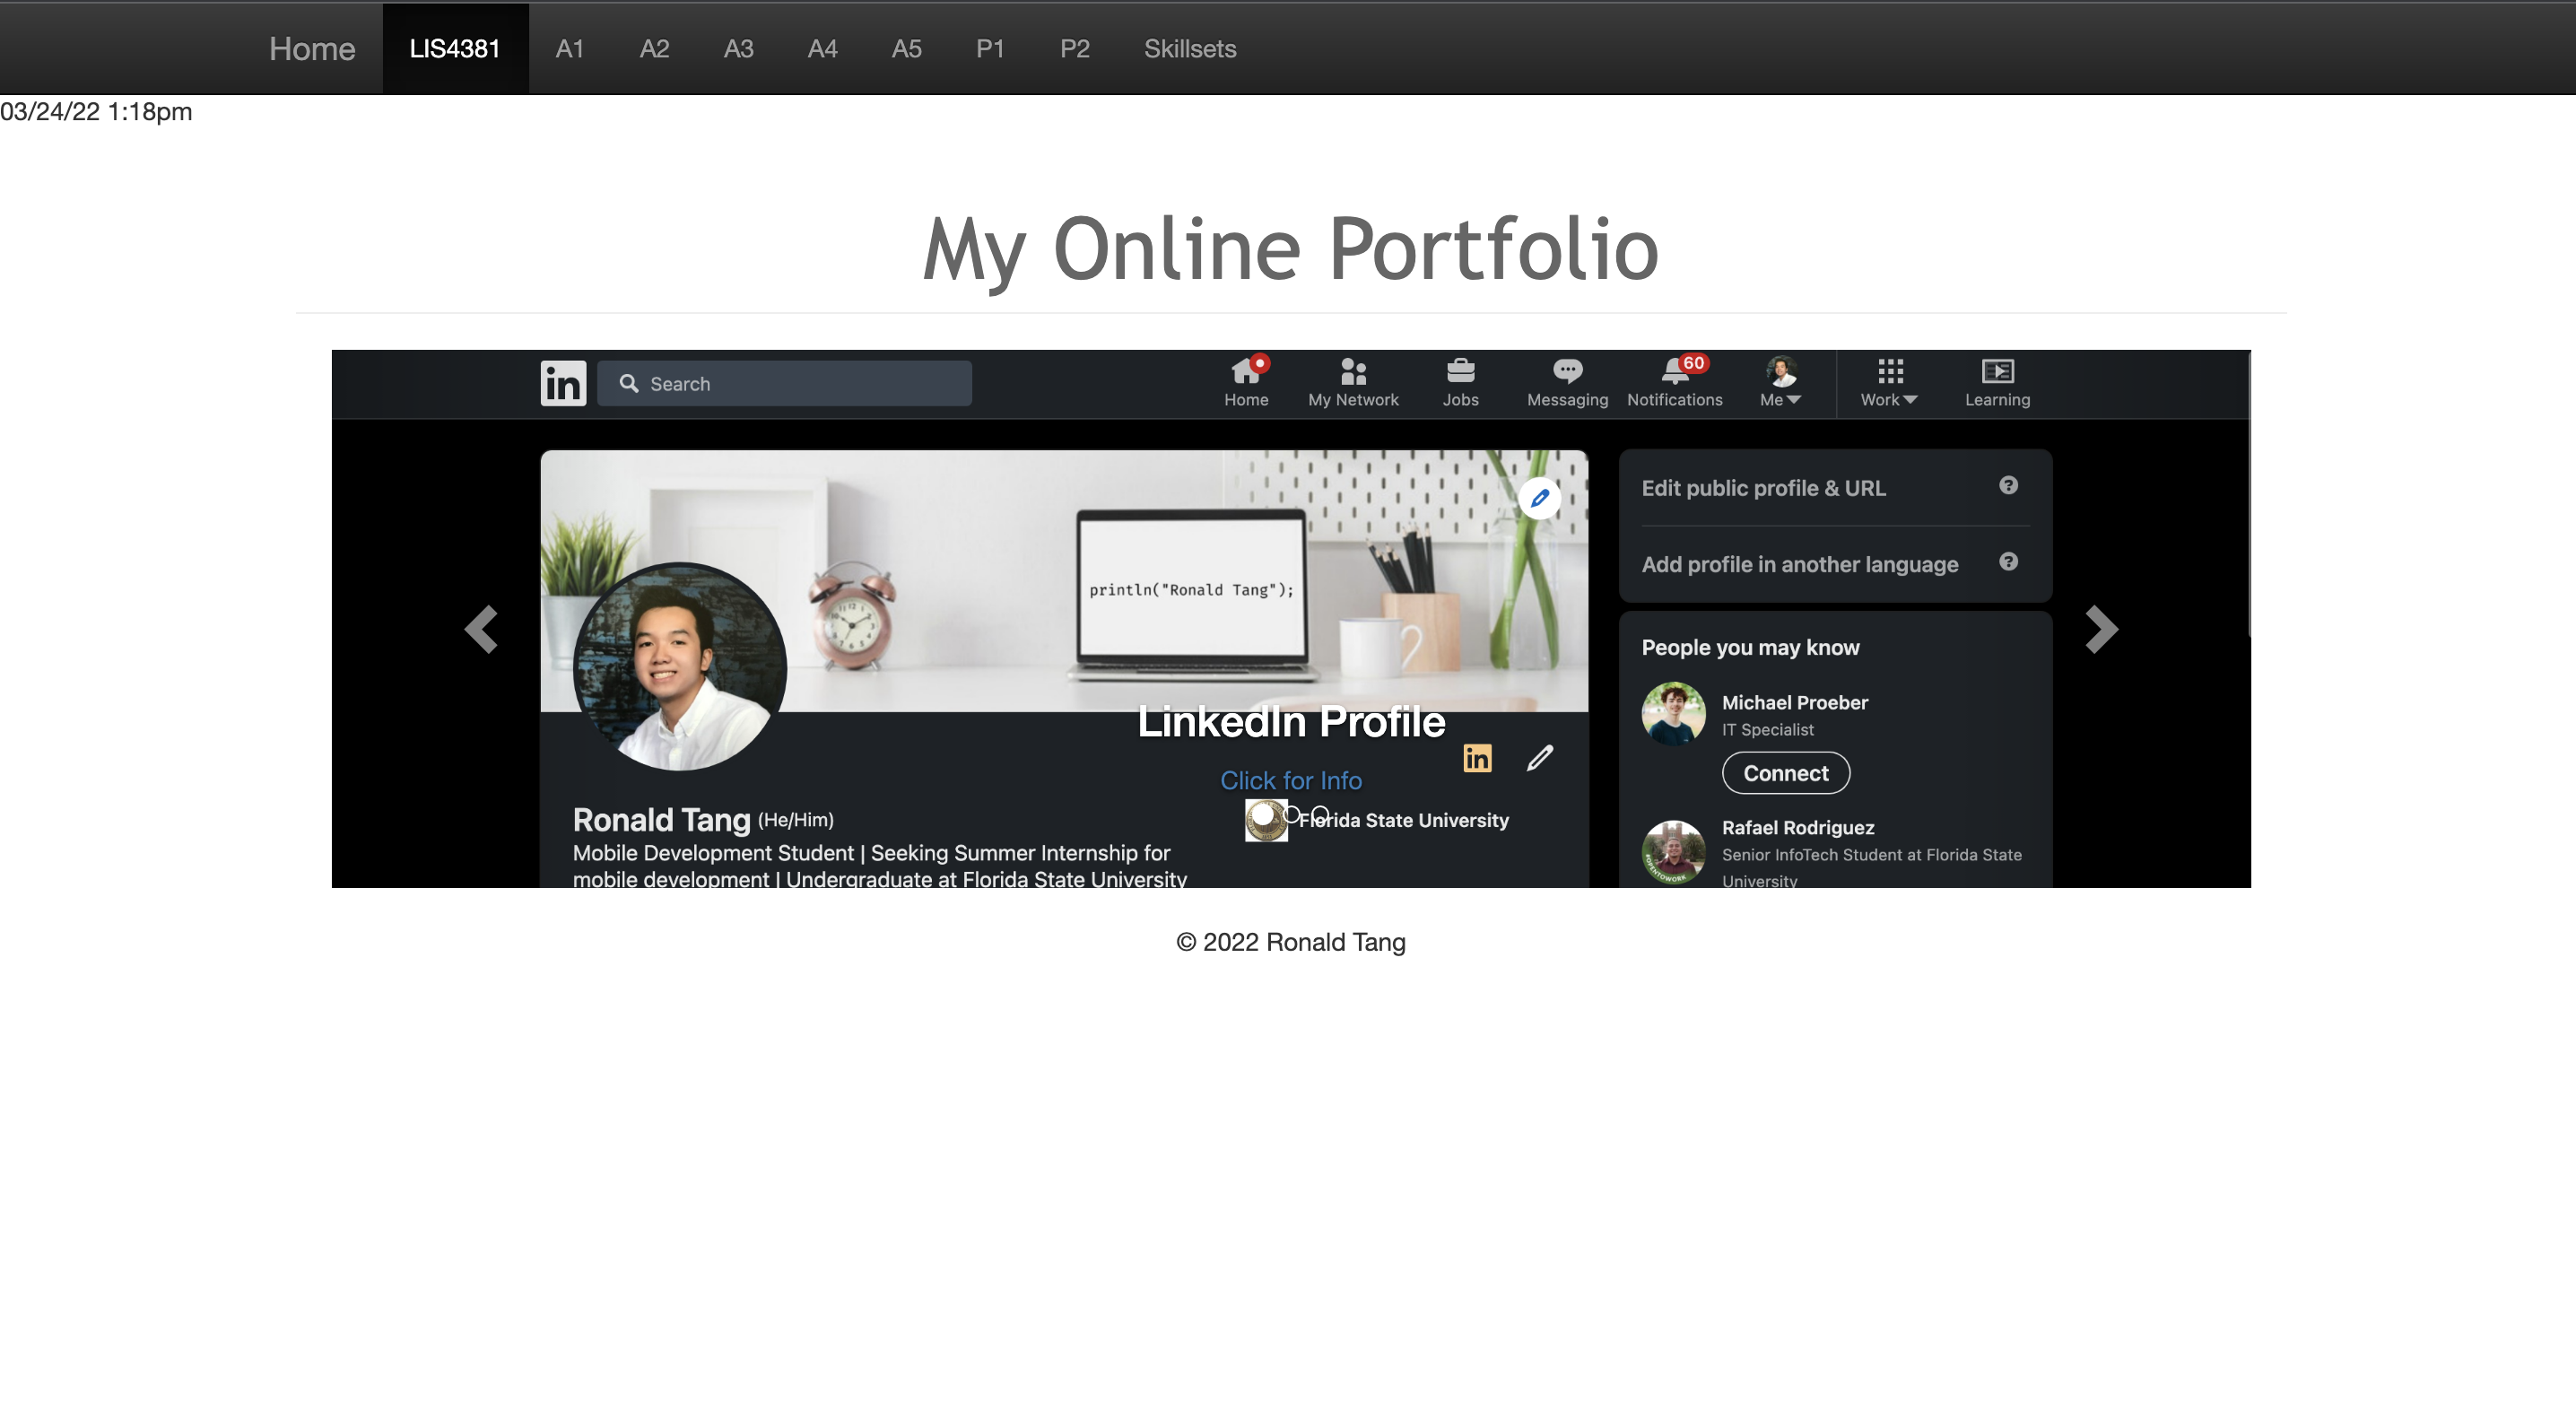 Home LIS4381 A1 A2 A3 A4 A5 P1 P2 Skillsets
03/24/22 1:18pm
My Online Portfolio
in Search
60
Home My Network Jobs Messaging Notifications Me Work Learning
println("Ronald Tang");
Edit public profile & URL
Add profile in another language
People you may know
Michael Proeber
IT Specialist
Connect
LinkedIn Profile
in
Click for Info
Ronald Tang (He/Him)
Florida State University
Mobile Development Student | Seeking Summer Internship for
mobile development | Undergraduate at Florida State University
Rafael Rodriguez
Senior InfoTech Student at Florida State
University
© 2022 Ronald Tang